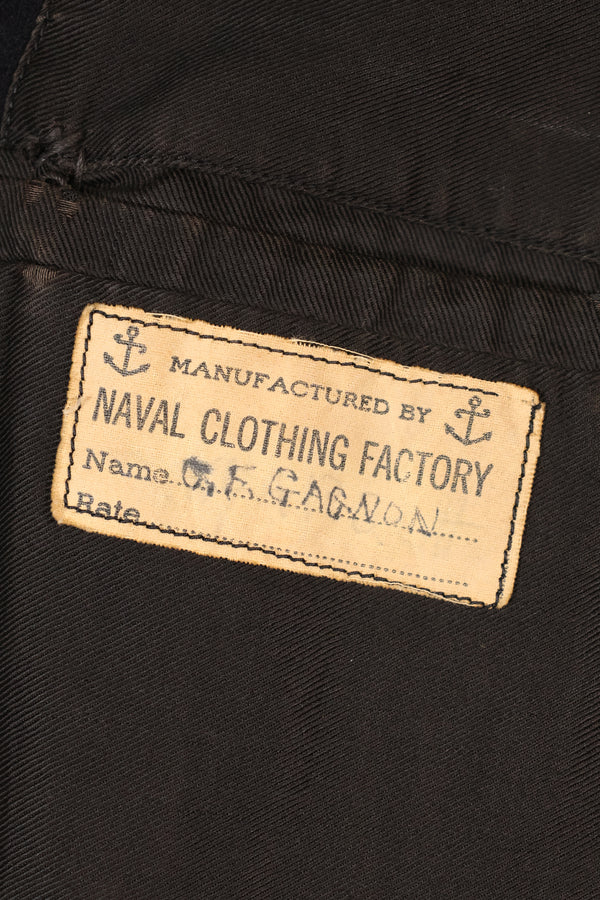 MANUFACTURED BY
NAVAL CLOTHING FACTORY
Name F. GAGNON
Rate